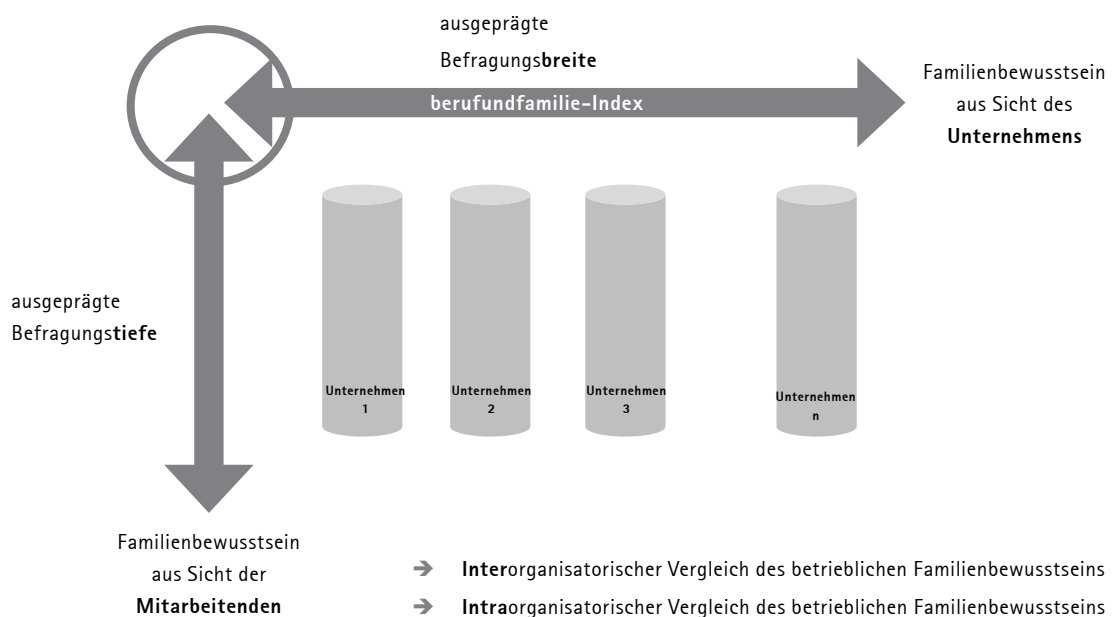 ausgeprägte
Befragungsbreite
berufundfamilie-Index
Familienbewusstsein
aus Sicht des
Unternehmens
ausgeprägte
Befragungstiefe
Unternehmen
1
Unternehmen
2
Unternehmen
3
Unternehmen
n
Familienbewusstsein
aus Sicht der
Mitarbeitenden
→ Interorganisatorischer Vergleich des betrieblichen Familienbewusstseins
→ Intraorganisatorischer Vergleich des betrieblichen Familienbewusstseins